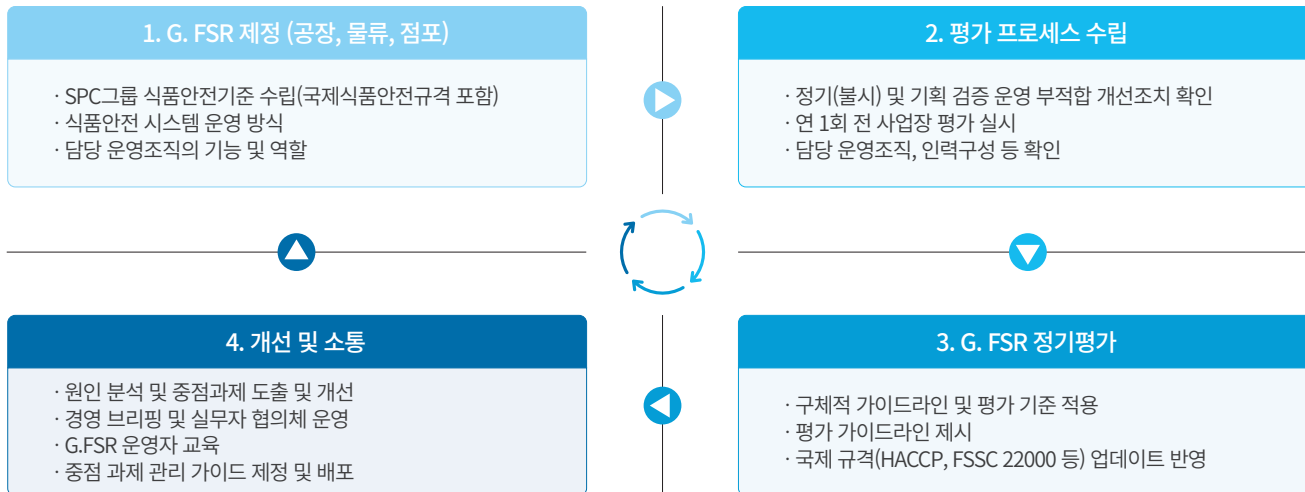 1. G. FSR 제정 (공장, 물류, 점포)
· SPC그룹 식품안전기준 수립(국제식품안전규격 포함)
· 식품안전 시스템 운영 방식
· 담당 운영조직의 기능 및 역할
2. 평가 프로세스 수립
· 정기(불시) 및 기획 검증 운영 부적합 개선조치 확인
· 연 1회 전 사업장 평가 실시
· 담당 운영조직, 인력구성 등 확인
3. G. FSR 정기평가
· 구체적 가이드라인 및 평가 기준 적용
· 평가 가이드라인 제시
· 국제 규격(HACCP, FSSC 22000 등) 업데이트 반영
4. 개선 및 소통
· 원인 분석 및 중점과제 도출 및 개선
· 경영 브리핑 및 실무자 협의체 운영
· G.FSR 운영자 교육
· 중점 과제 관리 가이드 제정 및 배포